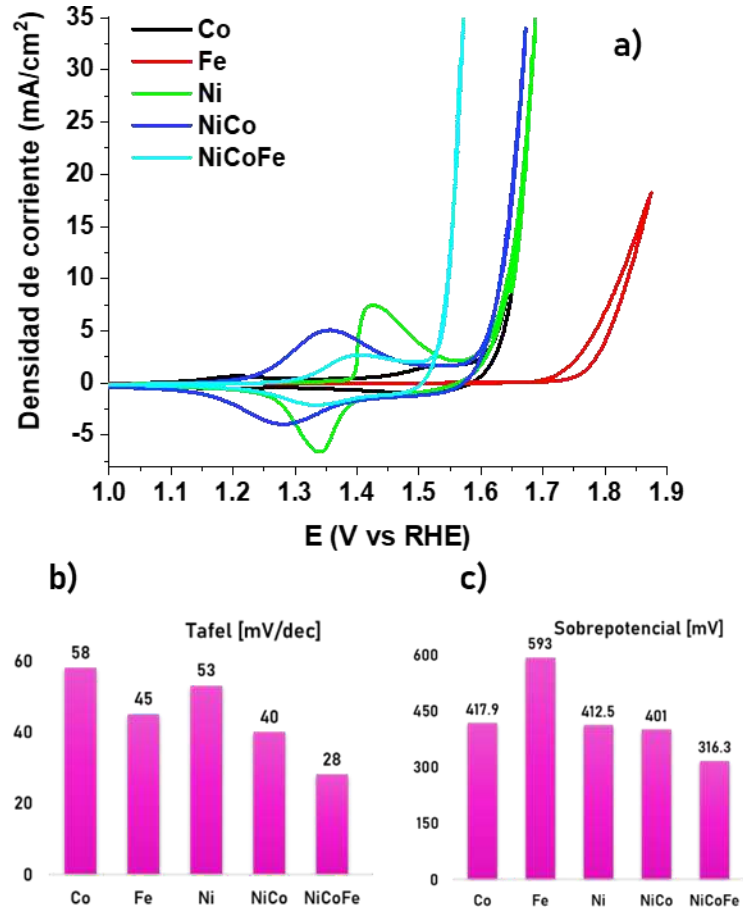 a)
Densidad de corriente (mA/cm²)
35
30
25
20
15
10
5
0
-5
Co
Fe
Ni
NiCo
NiCoFe
1.0 1.1 1.2 1.3 1.4 1.5 1.6 1.7 1.8 1.9
E (V vs RHE)
b)
Tafel [mV/dec]
60
40
20
0
58
45
53
40
28
Co Fe Ni NiCo NiCoFe
c)
Sobrepotencial [mV]
600
450
300
150
0
417.9
593
412.5
401
316.3
Co Fe Ni NiCo NiCoFe